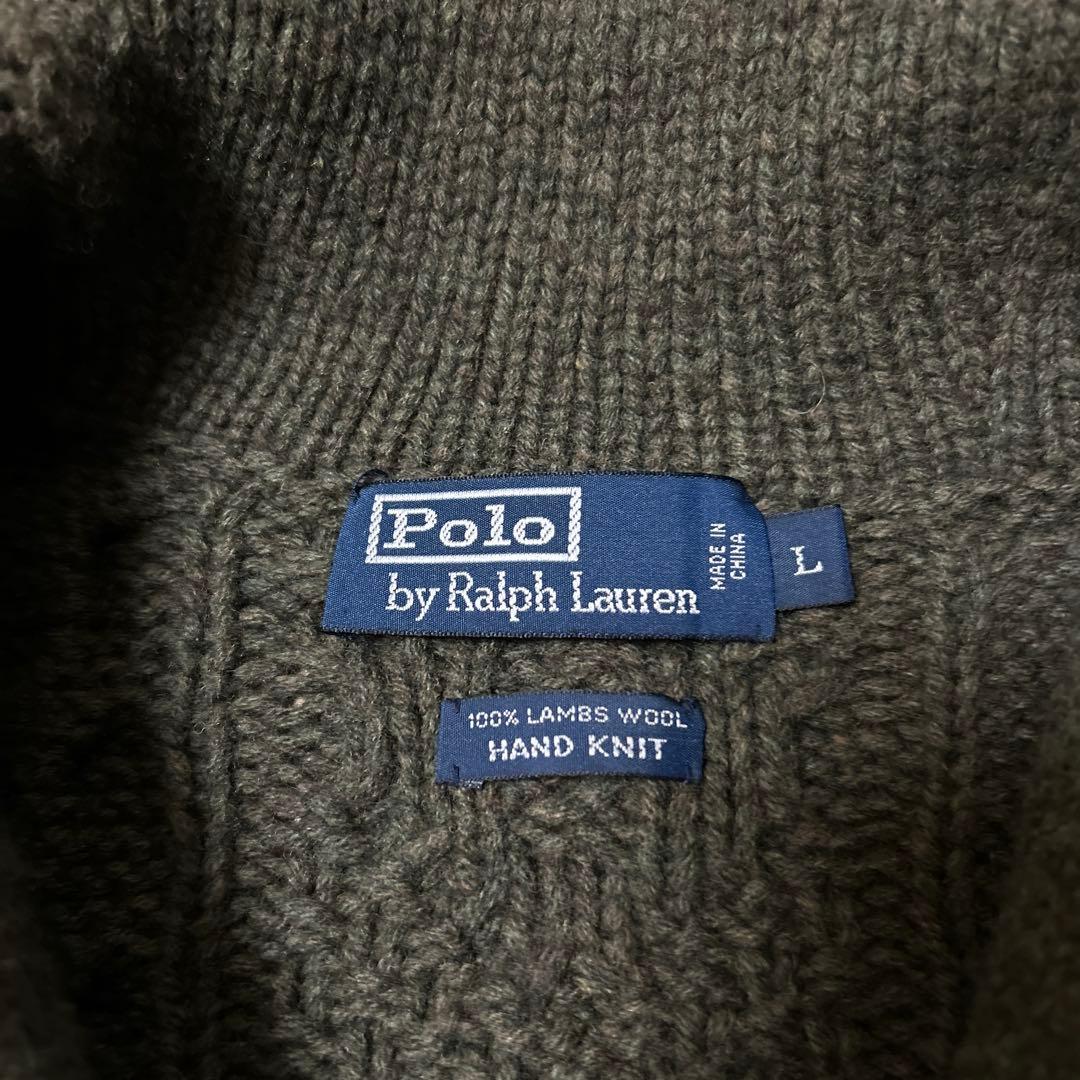 Polo
by Ralph Lauren
MADE IN
CHINA
L
100% LAMBS WOOL
HAND KNIT